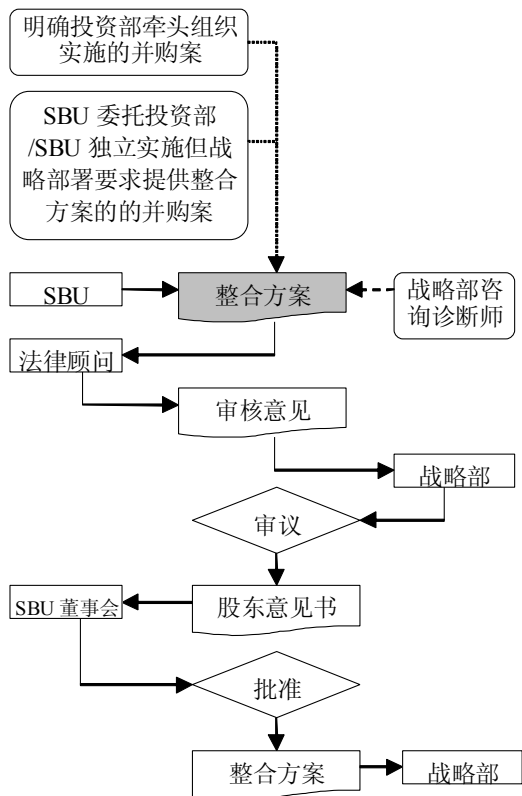 明确投资部牵头组织
实施的并购案
SBU 委托投资部
/SBU 独立实施但战
略部署要求提供整合
方案的的并购案
SBU
整合方案
战略部咨
询诊断师
法律顾问
审核意见
战略部
审议
SBU 董事会
股东意见书
批准
整合方案
战略部